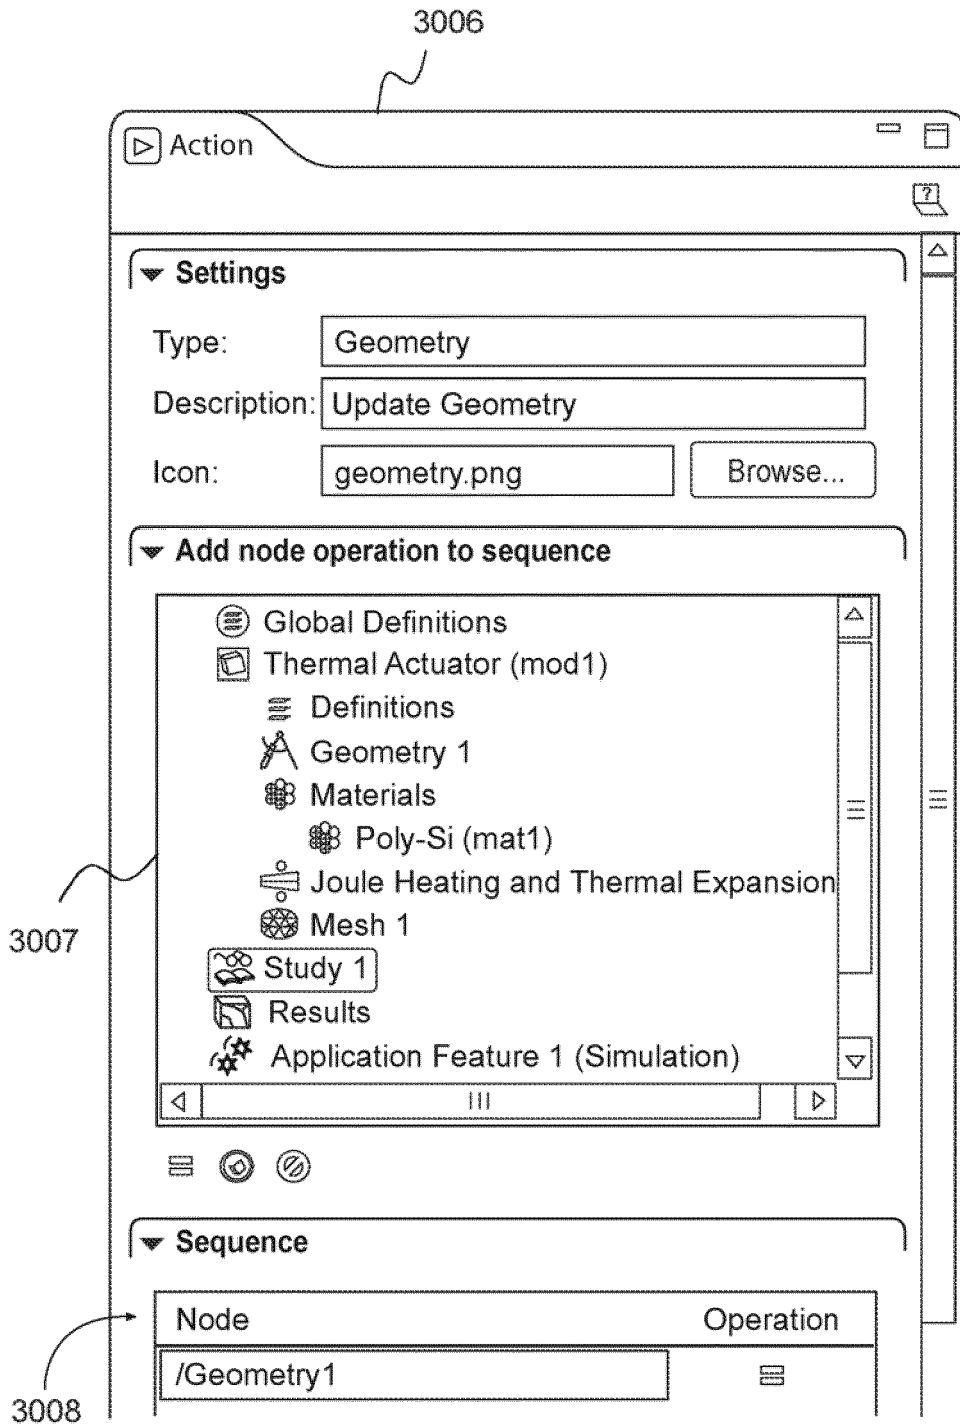 3006
Action
?
Settings
Type: Geometry
Description: Update Geometry
Icon: geometry.png Browse...
Add node operation to sequence
Global Definitions
Thermal Actuator (mod1)
Definitions
Geometry 1
Materials
Poly-Si (mat1)
Joule Heating and Thermal Expansion
3007
Mesh 1
Study 1
Results
Application Feature 1 (Simulation)
Sequence
Node Operation
/Geometry1
3008